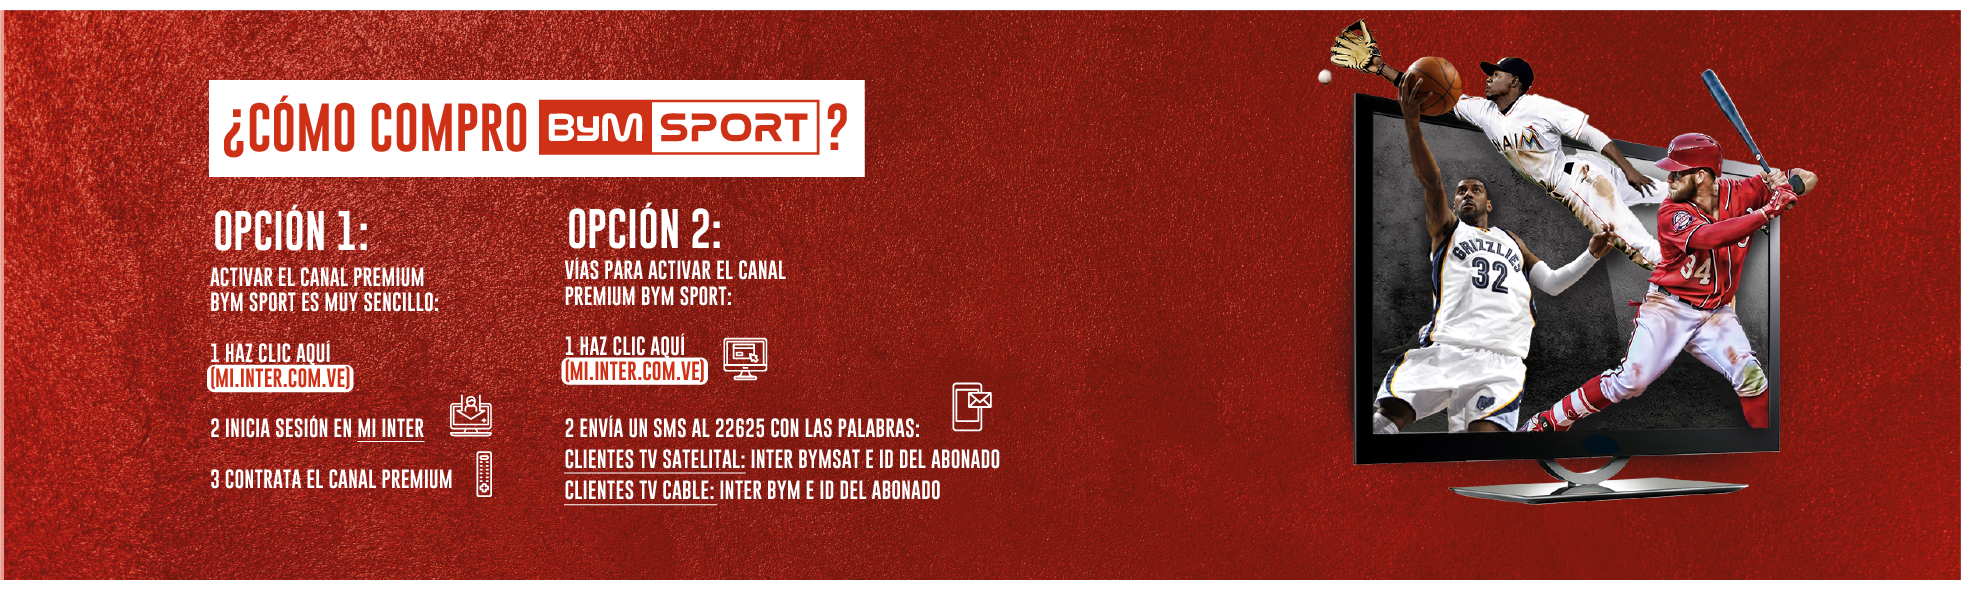 ¿CÓMO COMPRO BYM SPORT?
OPCIÓN 1:
ACTIVAR EL CANAL PREMIUM
BYM SPORT ES MUY SENCILLO:
1 HAZ CLIC AQUÍ
(MI.INTER.COM.VE)
2 INICIA SESIÓN EN MI INTER
3 CONTRATA EL CANAL PREMIUM
OPCIÓN 2:
VÍAS PARA ACTIVAR EL CANAL
PREMIUM BYM SPORT:
1 HAZ CLIC AQUÍ
(MI.INTER.COM.VE)
2 ENVÍA UN SMS AL 22625 CON LAS PALABRAS:
CLIENTES TV SATELITAL: INTER BYMSAT E ID DEL ABONADO
CLIENTES TV CABLE: INTER BYM E ID DEL ABONADO
GRIZZLIES
32
34